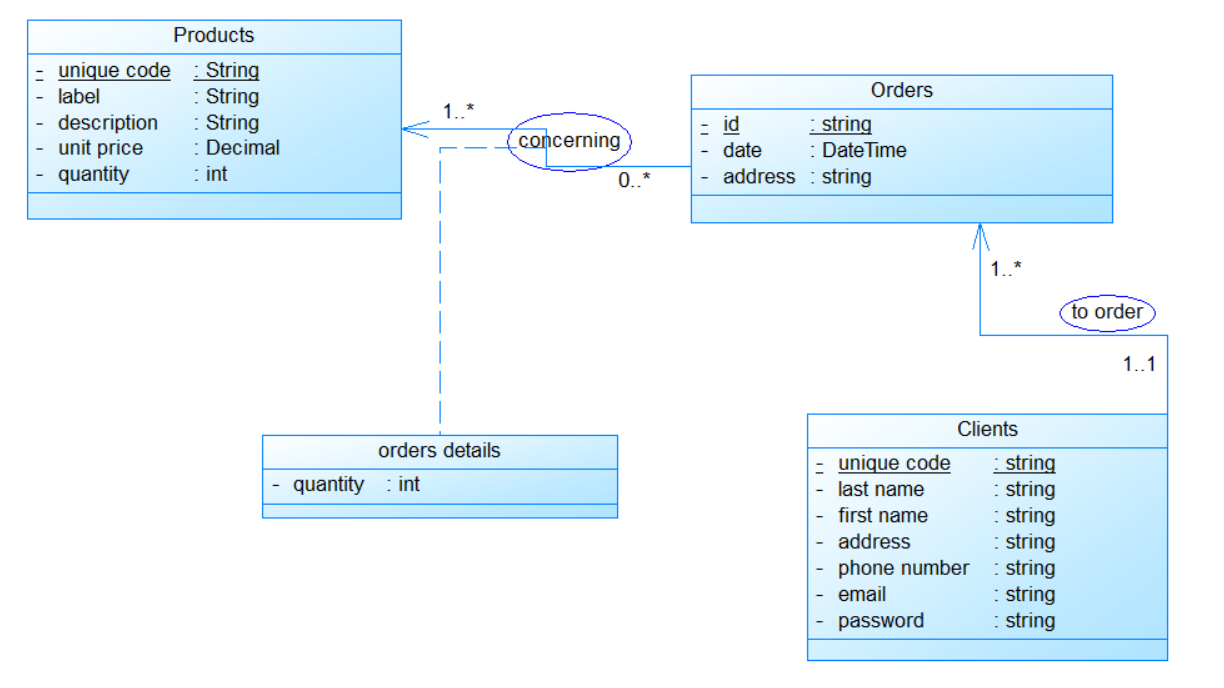 Products
- unique code : String
- label : String
- description : String
- unit price : Decimal
- quantity : int
1..*
concerning
0..*
Orders
- id : string
- date : DateTime
- address : string
1..*
to order
1..1
orders details
- quantity : int
Clients
- unique code : string
- last name : string
- first name : string
- address : string
- phone number : string
- email : string
- password : string